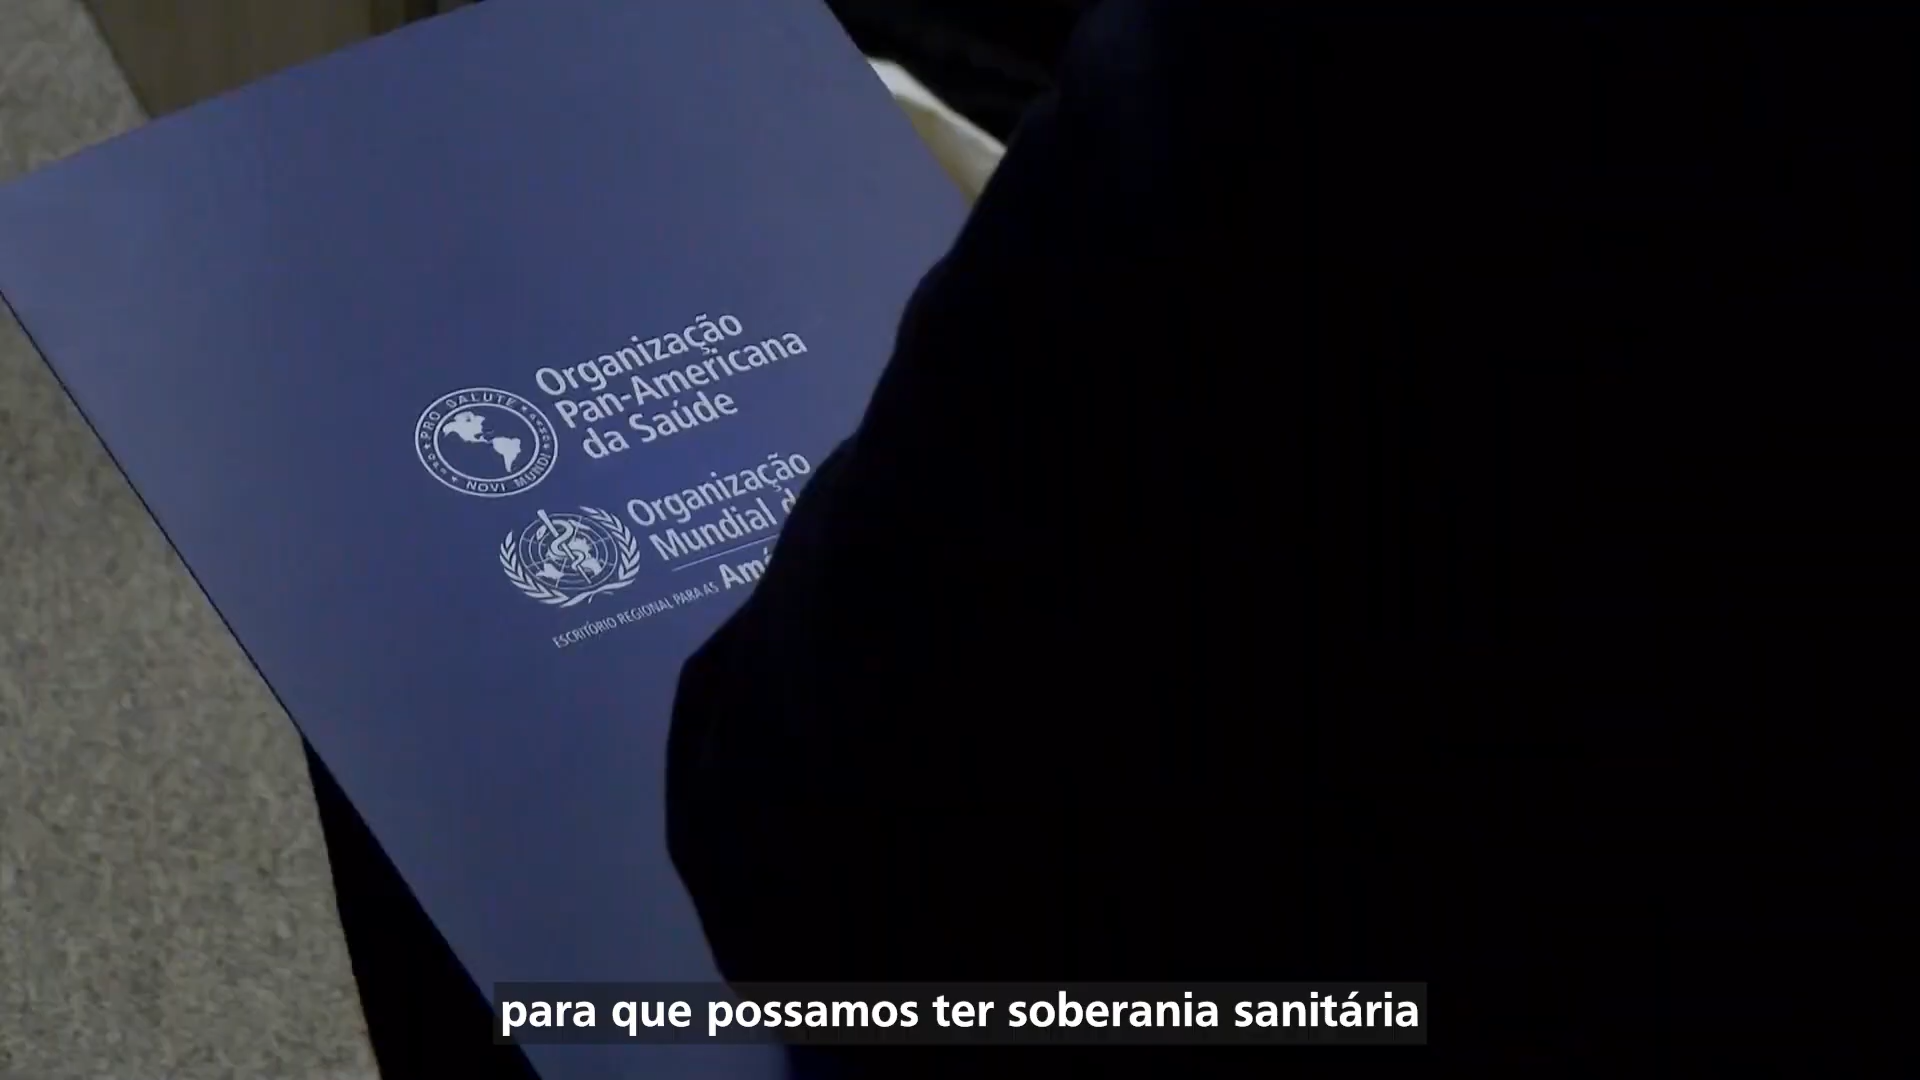 Organização
Pan-Americana
da Saúde
PRO SALUTE
NOVI MUNDI
Organização
Mundial
ESCRITÓRIO REGIONAL PARA AS
para que possamos ter soberania sanitária